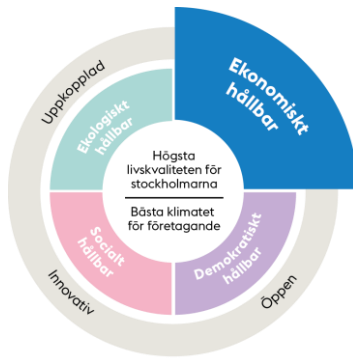 Uppkopplad
Ekonomiskt
hållbar
Ekologiskt
hållbar
Högsta
livskvaliteten för
stockholmarna
Bästa klimatet
för företagande
Socialt
hållbar
Demokratiskt
hållbar
Innovativ
Öppen